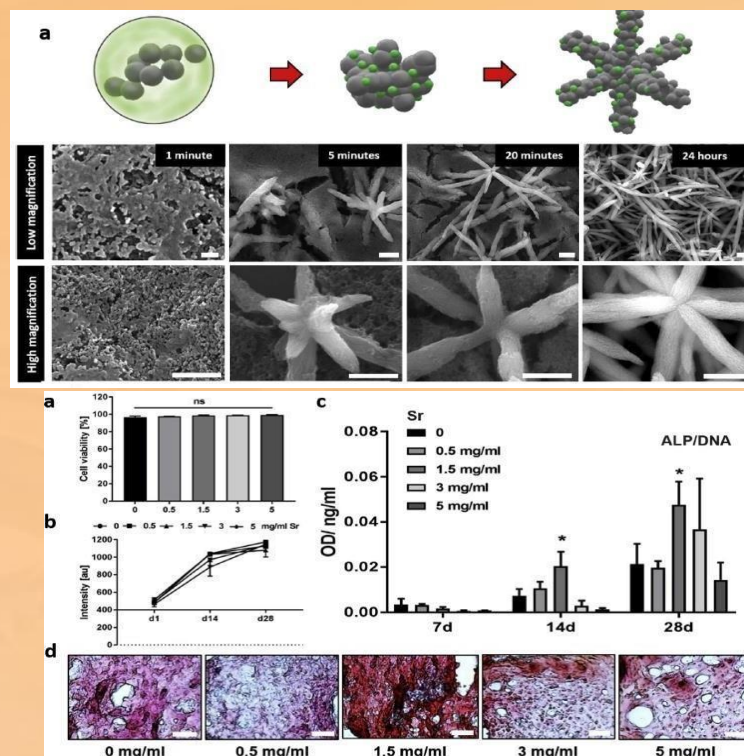 a
1 minute
5 minutes
20 minutes
24 hours
Low magnification
High magnification
a
ns
Cell viability [%]
120
100
80
60
40
20
0
0 0.5 1.5 3 5
b
0 0.5 1.5 3 5 mg/ml Sr
Intensity [au]
1200
1000
800
600
400
d1 d14 d28
c
Sr
0
0.5 mg/ml
1.5 mg/ml
3 mg/ml
5 mg/ml
ALP/DNA
OD/ ng/ml
0.08
0.06
0.04
0.02
0.00
* *
7d 14d 28d
d
0 mg/ml 0.5 mg/ml 1.5 mg/ml 3 mg/ml 5 mg/ml